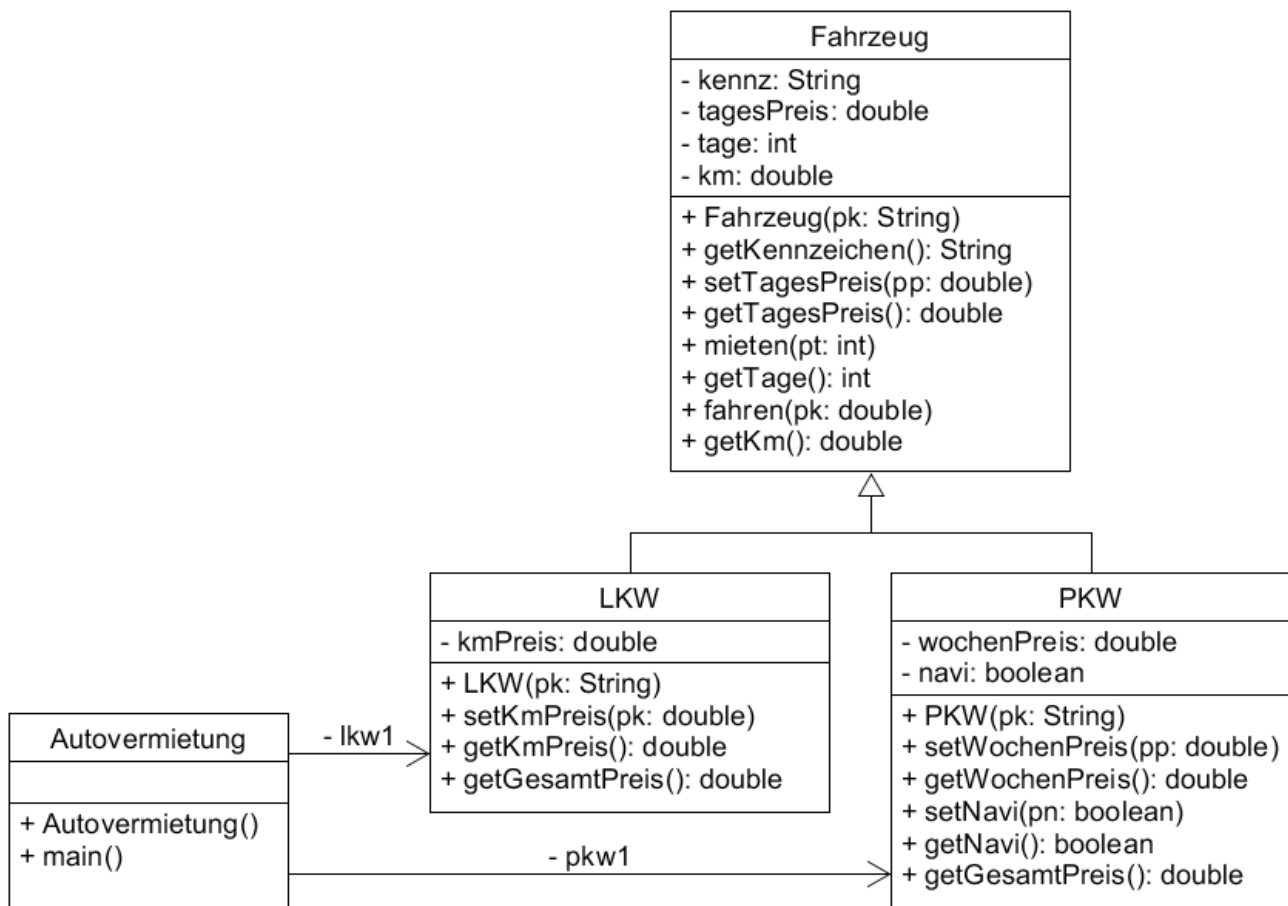 Fahrzeug
- kennz: String
- tagesPreis: double
- tage: int
- km: double
+ Fahrzeug(pk: String)
+ getKennzeichen(): String
+ setTagesPreis(pp: double)
+ getTagesPreis(): double
+ mieten(pt: int)
+ getTage(): int
+ fahren(pk: double)
+ getKm(): double
LKW
- kmPreis: double
+ LKW(pk: String)
+ setKmPreis(pk: double)
+ getKmPreis(): double
+ getGesamtPreis(): double
PKW
- wochenPreis: double
- navi: boolean
+ PKW(pk: String)
+ setWochenPreis(pp: double)
+ getWochenPreis(): double
+ setNavi(pn: boolean)
+ getNavi(): boolean
+ getGesamtPreis(): double
Autovermietung
+ Autovermietung()
+ main()
- lkw1
- pkw1